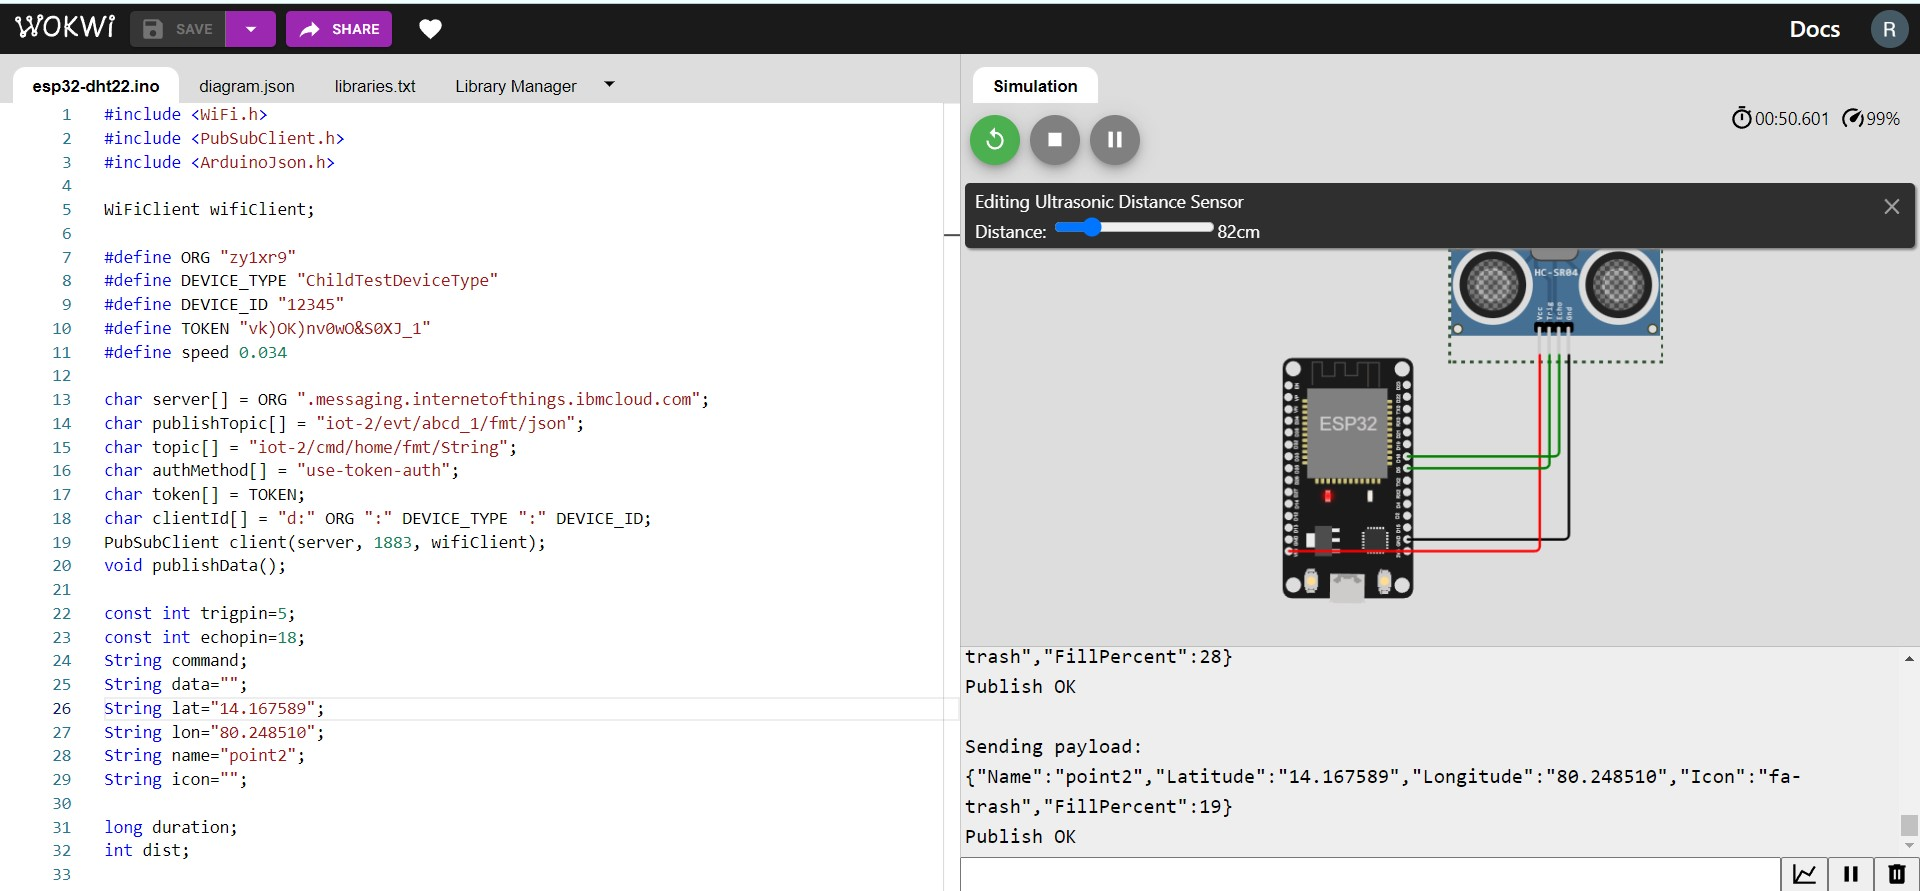 WOKWi SAVE SHARE Docs R
esp32-dht22.ino diagram.json libraries.txt Library Manager
1 #include <WiFi.h>
2 #include <PubSubClient.h>
3 #include <ArduinoJson.h>
4
5 WiFiClient wifiClient;
6
7 #define ORG "zy1xr9"
8 #define DEVICE_TYPE "ChildTestDeviceType"
9 #define DEVICE_ID "12345"
10 #define TOKEN "vk)OK)nv0wO&S0XJ_1"
11 #define speed 0.034
12
13 char server[] = ORG ".messaging.internetofthings.ibmcloud.com";
14 char publishTopic[] = "iot-2/evt/abcd_1/fmt/json";
15 char topic[] = "iot-2/cmd/home/fmt/String";
16 char authMethod[] = "use-token-auth";
17 char token[] = TOKEN;
18 char clientId[] = "d:" ORG ":" DEVICE_TYPE ":" DEVICE_ID;
19 PubSubClient client(server, 1883, wifiClient);
20 void publishData();
21
22 const int trigpin=5;
23 const int echopin=18;
24 String command;
25 String data="";
26 String lat="14.167589";
27 String lon="80.248510";
28 String name="point2";
29 String icon="";
30
31 long duration;
32 int dist;
33
Simulation
00:50.601 99%
Editing Ultrasonic Distance Sensor
Distance: 82cm
HC-SR04
Vcc Trig Echo Gnd
ESP32
trash","FillPercent":28}
Publish OK
Sending payload:
{"Name":"point2","Latitude":"14.167589","Longitude":"80.248510","Icon":"fa-
trash","FillPercent":19}
Publish OK